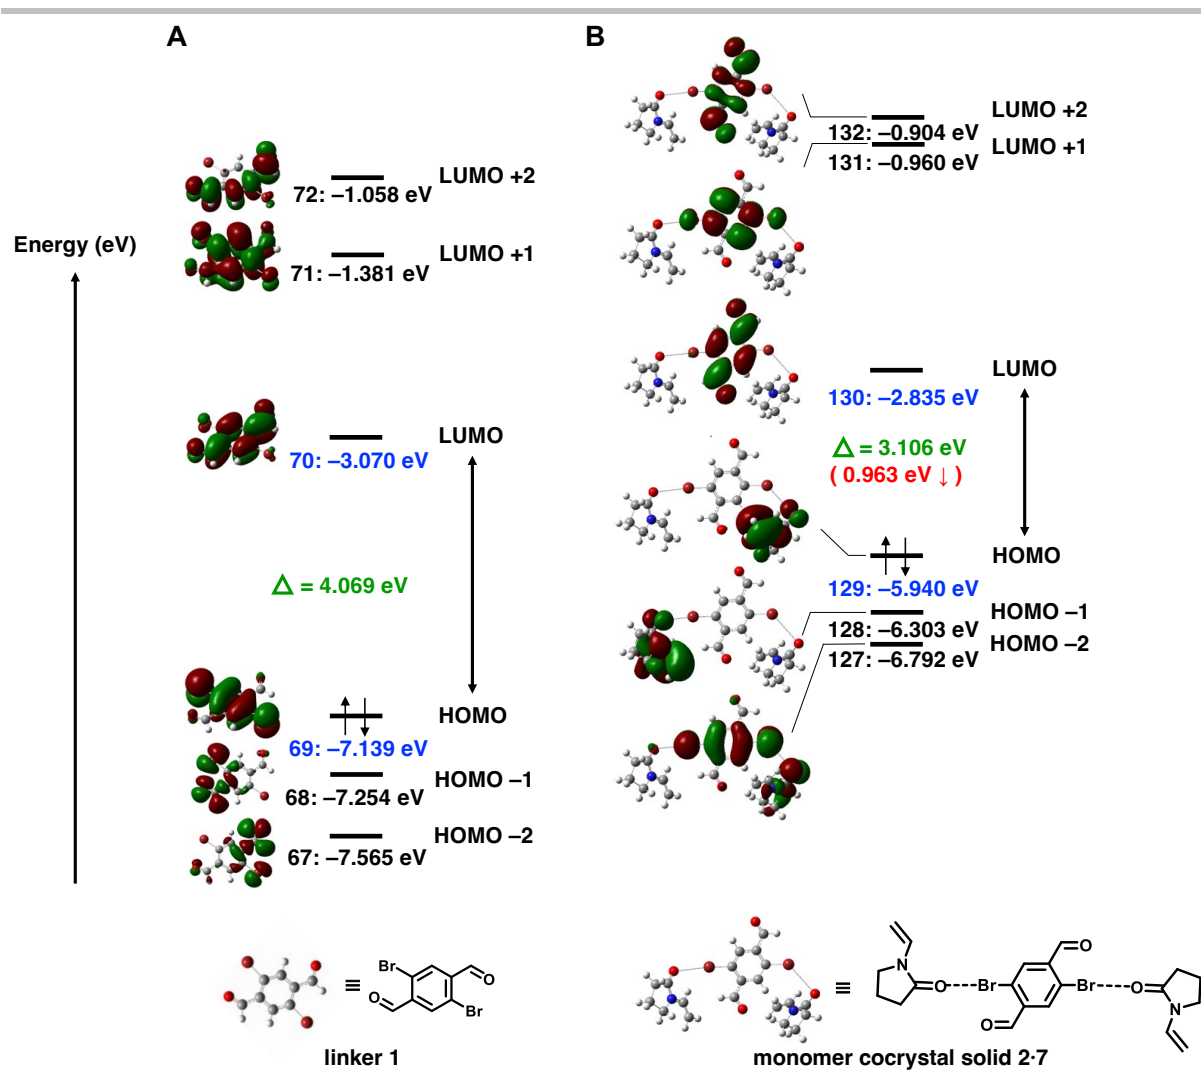 A
B
Energy (eV)
LUMO +2
72: –1.058 eV
LUMO +1
71: –1.381 eV
LUMO
70: –3.070 eV
Δ = 4.069 eV
HOMO
69: –7.139 eV
HOMO –1
68: –7.254 eV
HOMO –2
67: –7.565 eV
Br
O
O
Br
≡
linker 1
LUMO +2
132: –0.904 eV
LUMO +1
131: –0.960 eV
LUMO
130: –2.835 eV
Δ = 3.106 eV
( 0.963 eV ↓ )
HOMO
129: –5.940 eV
HOMO –1
128: –6.303 eV
HOMO –2
127: –6.792 eV
≡
N
O
Br
O
O
Br
O
N
monomer cocrystal solid 2·7